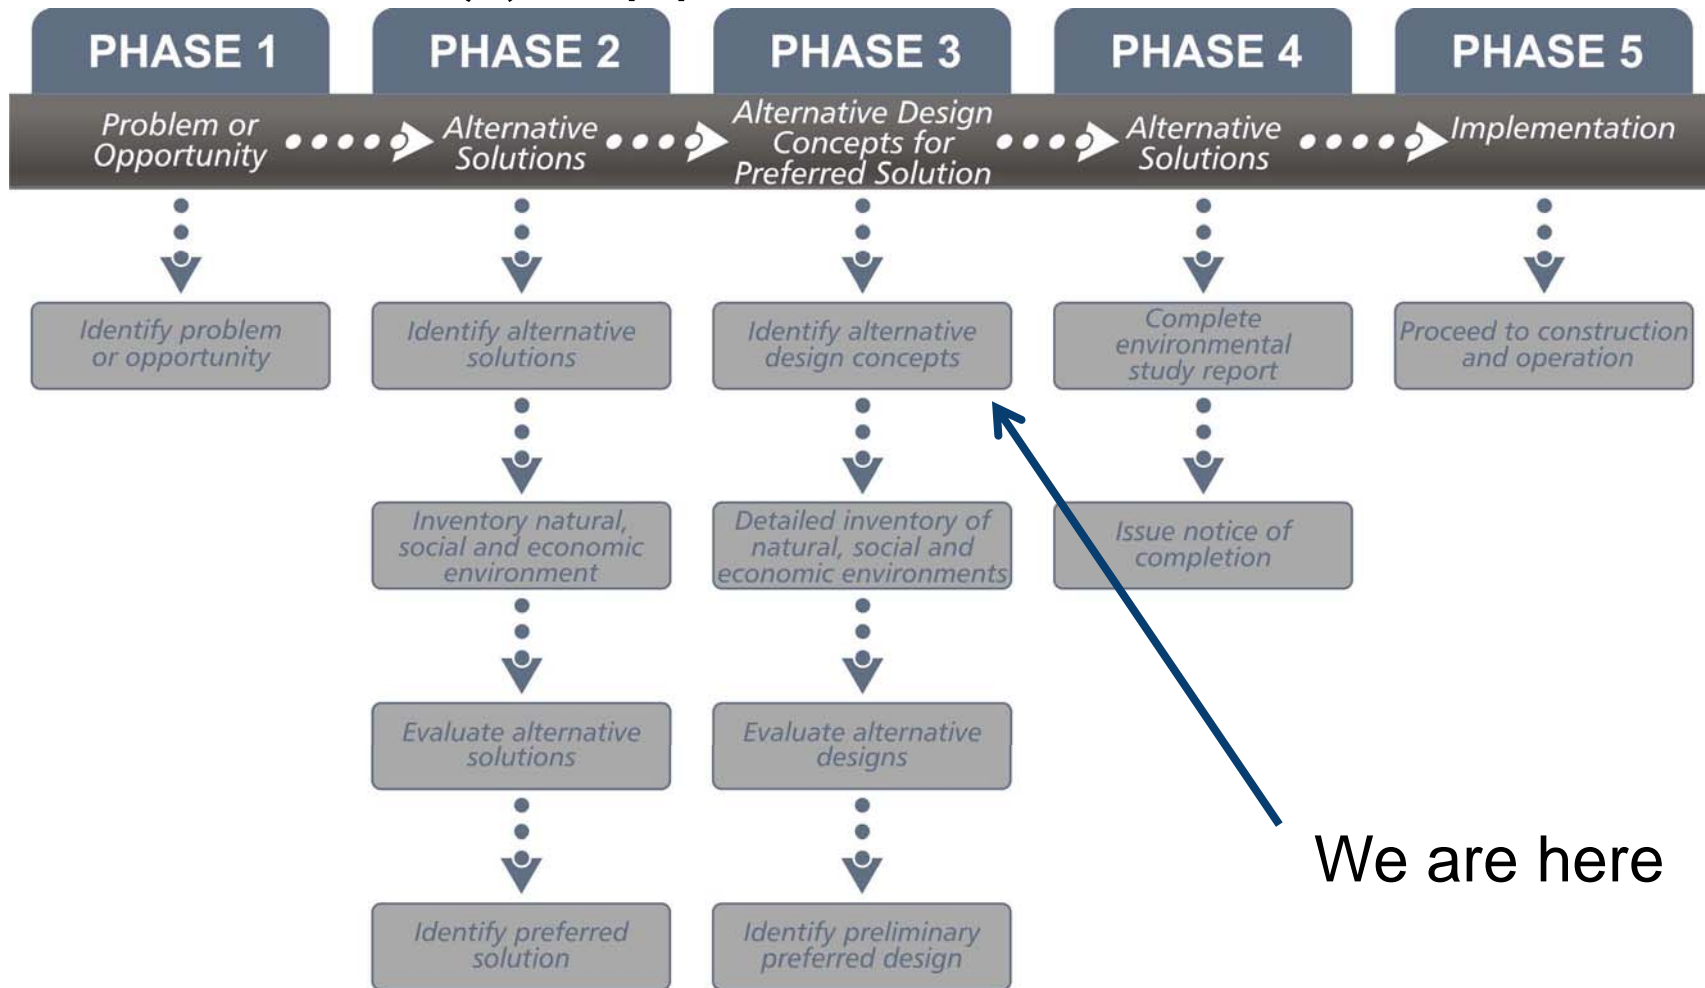 PHASE 1
PHASE 2
PHASE 3
PHASE 4
PHASE 5
Problem or
Opportunity
Alternative
Solutions
Alternative Design
Concepts for
Preferred Solution
Alternative
Solutions
Implementation
Identify problem
or opportunity
Identify alternative
solutions
Inventory natural,
social and economic
environment
Evaluate alternative
solutions
Identify preferred
solution
Identify alternative
design concepts
Detailed inventory of
natural, social and
economic environments
Evaluate alternative
designs
Identify preliminary
preferred design
Complete
environmental
study report
Issue notice of
completion
Proceed to construction
and operation
We are here